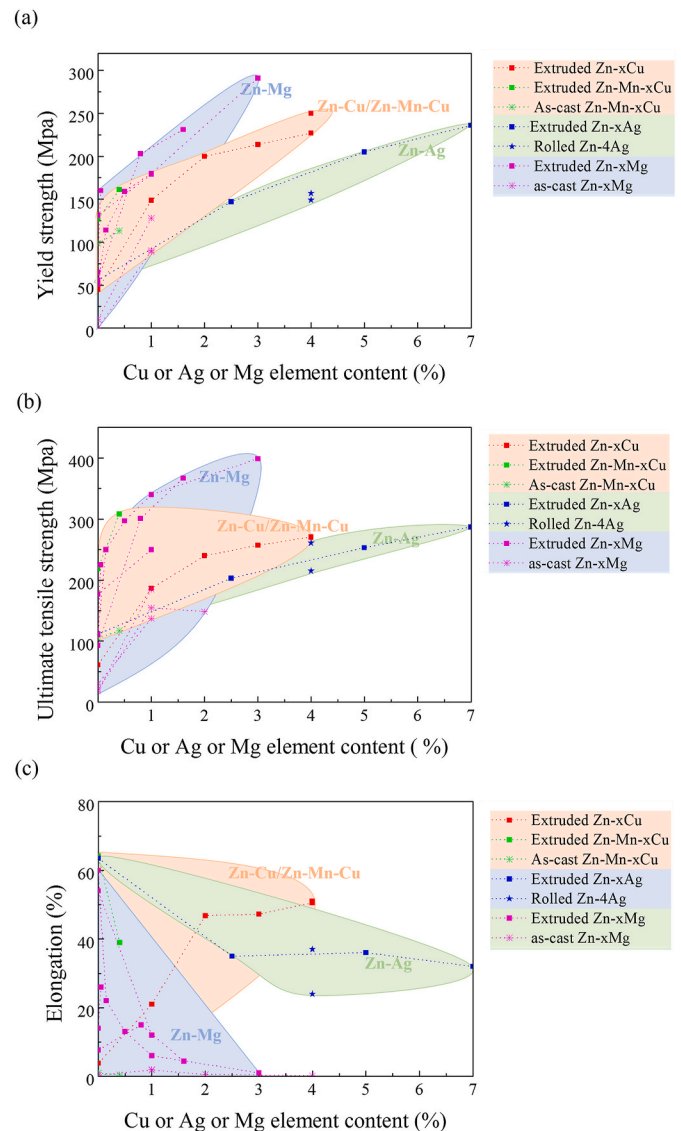 (a)
Yield strength (Mpa)
300
250
200
150
100
50
0
1 2 3 4 5 6 7
Cu or Ag or Mg element content (%)
Zn-Mg
Zn-Cu/Zn-Mn-Cu
Zn-Ag
Extruded Zn-xCu
Extruded Zn-Mn-xCu
As-cast Zn-Mn-xCu
Extruded Zn-xAg
Rolled Zn-4Ag
Extruded Zn-xMg
as-cast Zn-xMg
(b)
Ultimate tensile strength (Mpa)
400
300
200
100
0
1 2 3 4 5 6 7
Cu or Ag or Mg element content ( %)
Zn-Mg
Zn-Cu/Zn-Mn-Cu
Zn-Ag
Extruded Zn-xCu
Extruded Zn-Mn-xCu
As-cast Zn-Mn-xCu
Extruded Zn-xAg
Rolled Zn-4Ag
Extruded Zn-xMg
as-cast Zn-xMg
(c)
Elongation (%)
80
60
40
20
0
1 2 3 4 5 6 7
Cu or Ag or Mg element content (%)
Zn-Cu/Zn-Mn-Cu
Zn-Ag
Zn-Mg
Extruded Zn-xCu
Extruded Zn-Mn-xCu
As-cast Zn-Mn-xCu
Extruded Zn-xAg
Rolled Zn-4Ag
Extruded Zn-xMg
as-cast Zn-xMg